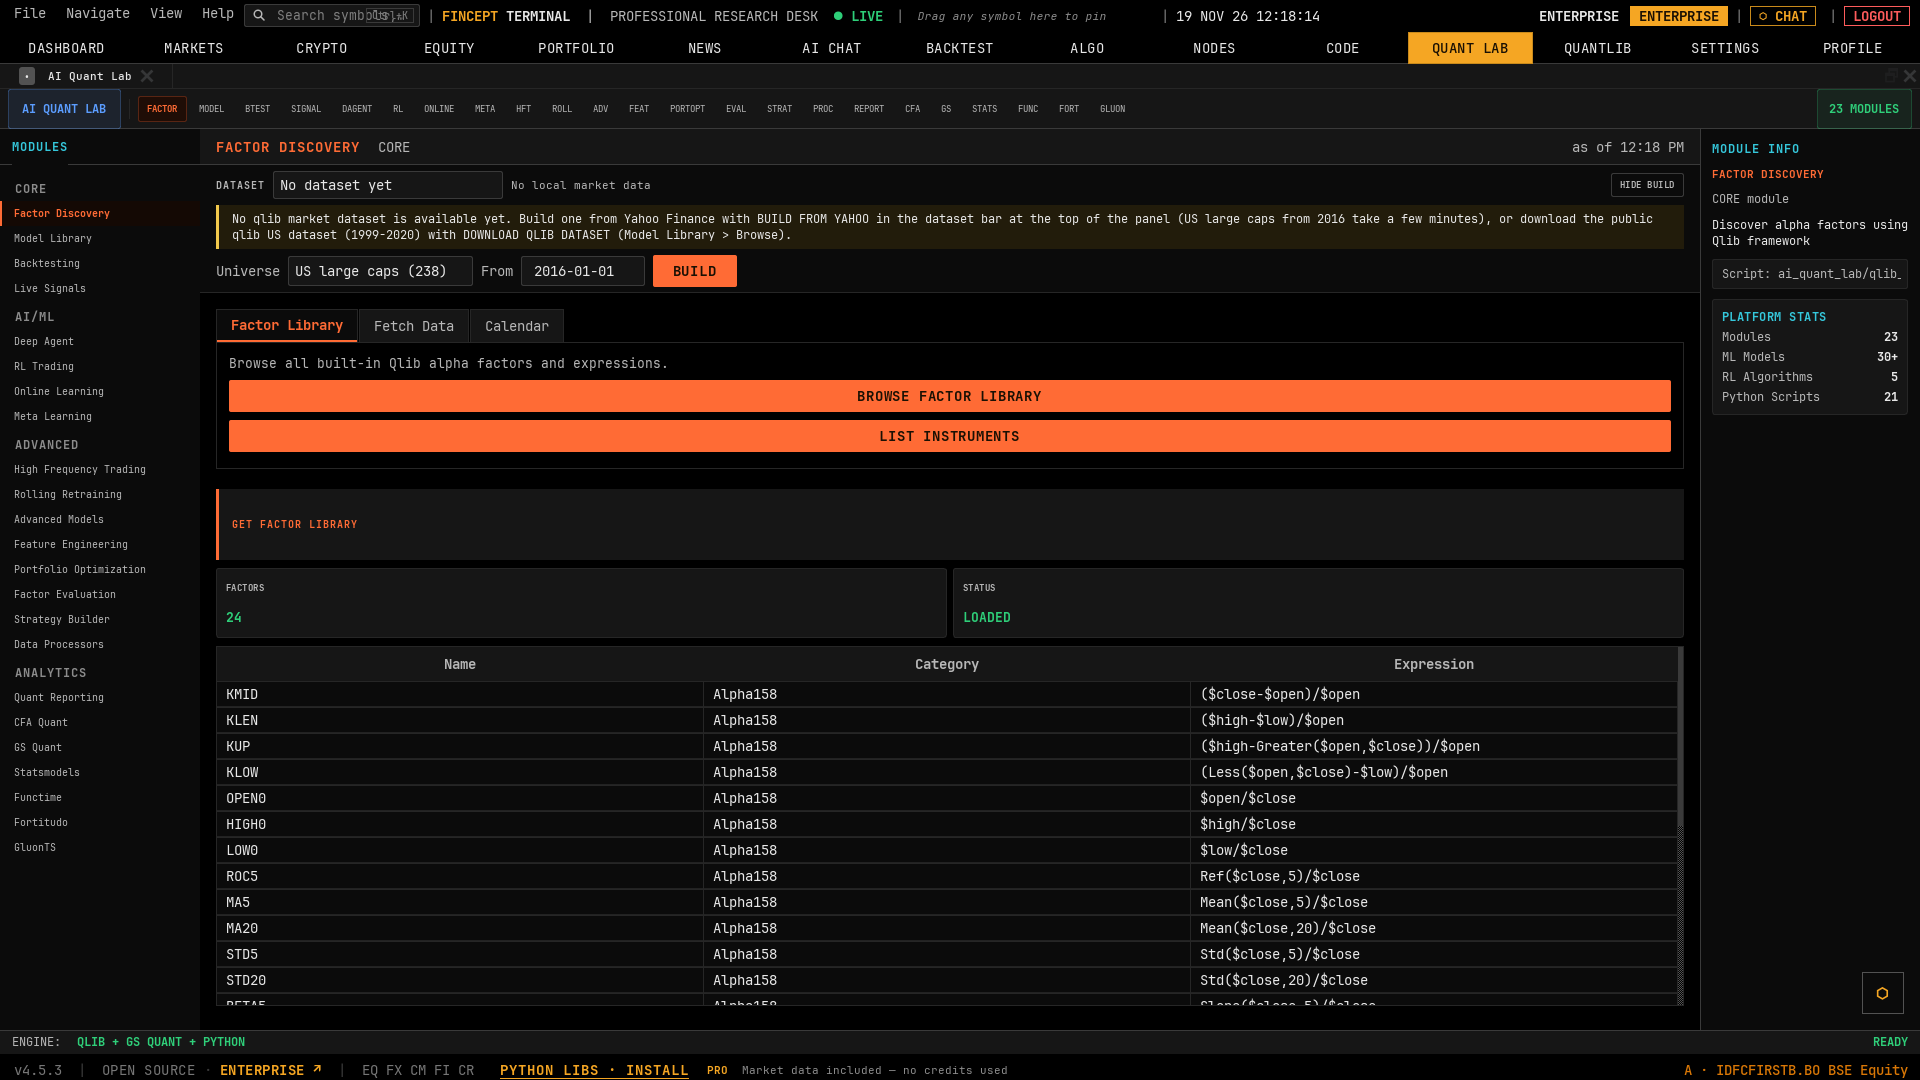 File Navigate View Help Search | FINCEPT TERMINAL | PROFESSIONAL RESEARCH DESK ● LIVE | Drag any symbol here to pin | 19 NOV 26 12:18:14 ENTERPRISE ENTERPRISE | CHAT | LOGOUT
DASHBOARD MARKETS CRYPTO EQUITY PORTFOLIO NEWS AI CHAT BACKTEST ALGO NODES CODE QUANT LAB QUANTLIB SETTINGS PROFILE
AI Quant Lab
AI QUANT LAB FACTOR MODEL BTEST SIGNAL DAGENT RL ONLINE META HFT ROLL ADV FEAT PORTOPT EVAL STRAT PROC REPORT CFA GS STATS FUNC FORT GLUON 23 MODULES
MODULES
CORE
Factor Discovery
Model Library
Backtesting
Live Signals
AI/ML
Deep Agent
RL Trading
Online Learning
Meta Learning
ADVANCED
High Frequency Trading
Rolling Retraining
Advanced Models
Feature Engineering
Portfolio Optimization
Factor Evaluation
Strategy Builder
Data Processors
ANALYTICS
Quant Reporting
CFA Quant
GS Quant
Statsmodels
Functime
Fortitudo
GluonTS
FACTOR DISCOVERY CORE as of 12:18 PM
DATASET No dataset yet No local market data HIDE BUILD
No qlib market dataset is available yet. Build one from Yahoo Finance with BUILD FROM YAHOO in the dataset bar at the top of the panel (US large caps from 2016 take a few minutes), or download the public
qlib US dataset (1999-2020) with DOWNLOAD QLIB DATASET (Model Library > Browse).
Universe US large caps (238) From 2016-01-01 BUILD
Factor Library Fetch Data Calendar
Browse all built-in Qlib alpha factors and expressions.
BROWSE FACTOR LIBRARY
LIST INSTRUMENTS
GET FACTOR LIBRARY
FACTORS STATUS
24 LOADED
Name Category Expression
KMID Alpha158 ($close-$open)/$open
KLEN Alpha158 ($high-$low)/$open
KUP Alpha158 ($high-Greater($open,$close))/$open
KLOW Alpha158 (Less($open,$close)-$low)/$open
OPEN0 Alpha158 $open/$close
HIGH0 Alpha158 $high/$close
LOW0 Alpha158 $low/$close
ROC5 Alpha158 Ref($close,5)/$close
MA5 Alpha158 Mean($close,5)/$close
MA20 Alpha158 Mean($close,20)/$close
STD5 Alpha158 Std($close,5)/$close
STD20 Alpha158 Std($close,20)/$close
BETA5 Alpha158 Slope($close,5)/$close
MODULE INFO
FACTOR DISCOVERY
CORE module
Discover alpha factors using
Qlib framework
Script: ai_quant_lab/qlib_
PLATFORM STATS
Modules 23
ML Models 30+
RL Algorithms 5
Python Scripts 21
ENGINE: QLIB + GS QUANT + PYTHON READY
v4.5.3 | OPEN SOURCE · ENTERPRISE ↗ | EQ FX CM FI CR PYTHON LIBS · INSTALL PRO Market data included — no credits used A · IDFCFIRSTB.BO BSE Equity